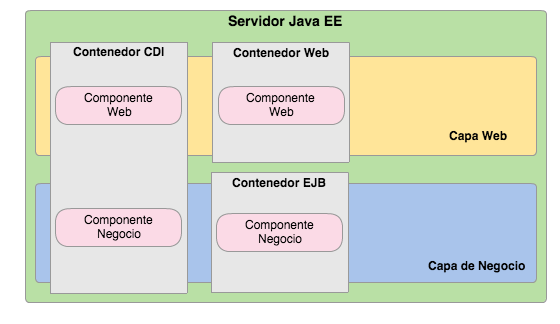 Servidor Java EE
Contenedor CDI
Contenedor Web
Componente
Web
Componente
Web
Capa Web
Contenedor EJB
Componente
Negocio
Componente
Negocio
Capa de Negocio